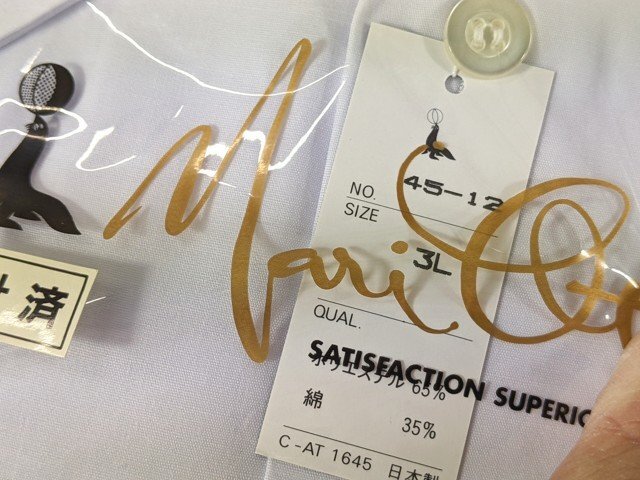 Mari
済
NO. 45-12
SIZE
3L
QUAL.
SATISFACTION
ポリエステル 65%
綿 35%
C-AT 1645 日本製